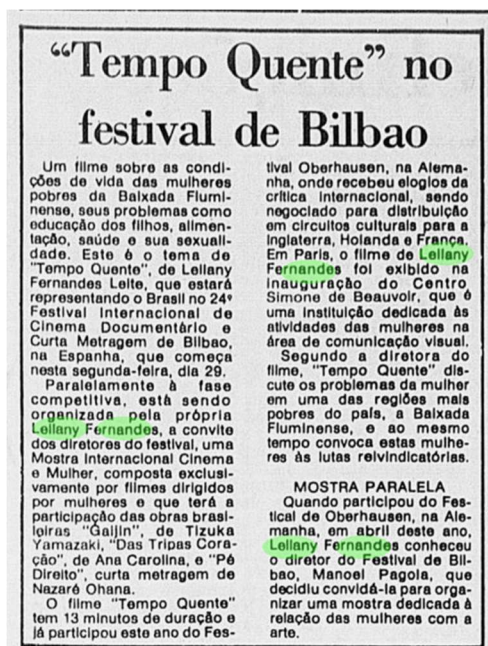 “Tempo Quente” no
festival de Bilbao
Um filme sobre as condi-
ções de vida das mulheres
pobres da Baixada Flumi-
nense, seus problemas como
educação dos filhos, alimen-
tação, saúde e sua sexuali-
dade. Este é o tema de
"Tempo Quente", de Leilany
Fernandes Leite, que estará
representando o Brasil no 24º
Festival Internacional de
Cinema Documentário e
Curta Metragem de Bilbao,
na Espanha, que começa
nesta segunda-feira, dia 29.
Paralelamente à fase
competitiva, está sendo
organizada pela própria
Leilany Fernandes, a convite
dos diretores do festival, uma
Mostra Internacional Cinema
e Mulher, composta exclusi-
vamente por filmes dirigidos
por mulheres e que terá a
participação das obras brasi-
leiras "Gaijin", de Tizuka
Yamazaki, "Das Tripas Cora-
ção", de Ana Carolina, e "Pé
Direito", curta metragem de
Nazaré Ohana.
O filme "Tempo Quente"
tem 13 minutos de duração e
já participou este ano do Fes-
tival Oberhausen, na Alema-
nha, onde recebeu elogios da
crítica internacional, sendo
negociado para distribuição
em circuitos culturais para a
Inglaterra, Holanda e França.
Em Paris, o filme de Leilany
Fernandes foi exibido na
inauguração do Centro
Simone de Beauvoir, que é
uma instituição dedicada às
atividades das mulheres na
área de comunicação visual.
Segundo a diretora do
filme, "Tempo Quente" dis-
cute os problemas da mulher
em uma das regiões mais
pobres do país, a Baixada
Fluminense, e ao mesmo
tempo convoca estas mulhe-
res às lutas reivindicatórias.
MOSTRA PARALELA
Quando participou do Fes-
tical de Oberhausen, na Ale-
manha, em abril deste ano,
Leilany Fernandes conheceu
o diretor do Festival de Bil-
bao, Manoel Pagola, que
decidiu convidá-la para orga-
nizar uma mostra dedicada à
relação das mulheres com a
arte.